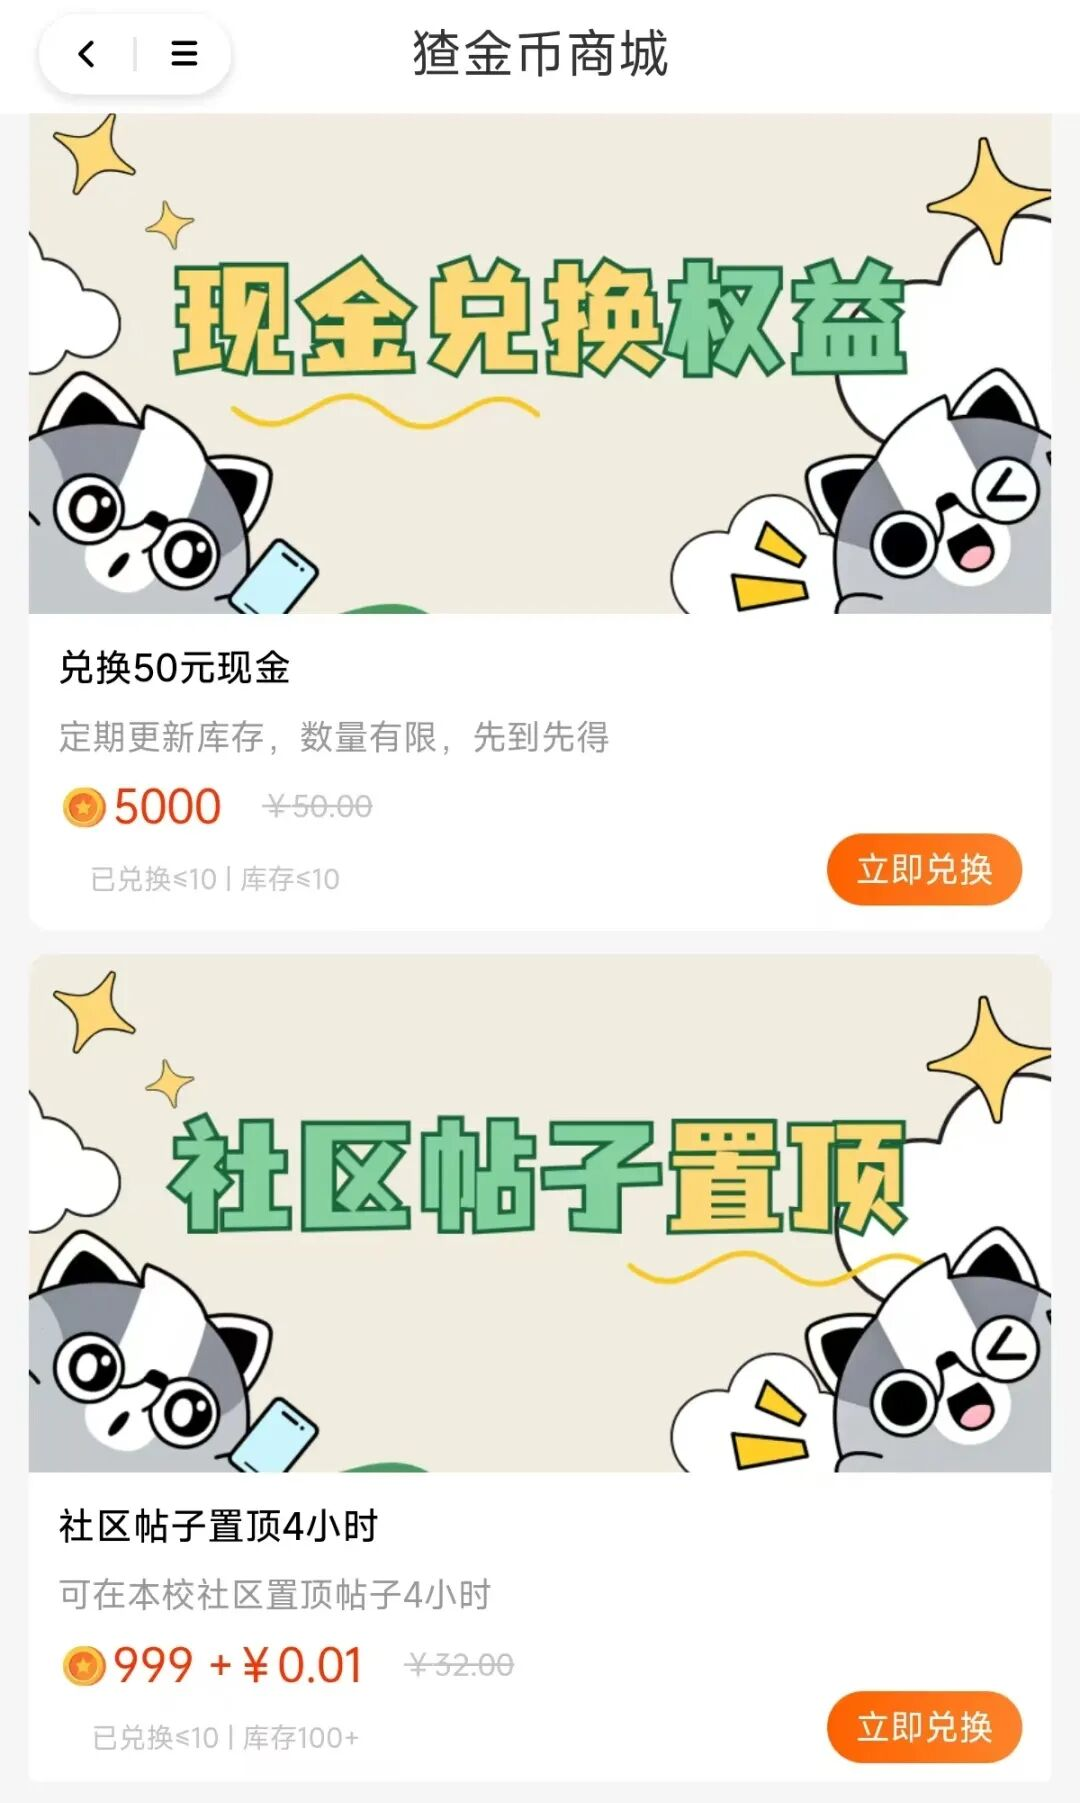 猹金币商城
现金兑换权益
兑换50元现金
定期更新库存，数量有限，先到先得
5000 ¥50.00
已兑换≤10 | 库存≤10
立即兑换
社区帖子置顶
社区帖子置顶4小时
可在本校社区置顶帖子4小时
999 +¥0.01 ¥32.00
已兑换≤10 | 库存100+
立即兑换